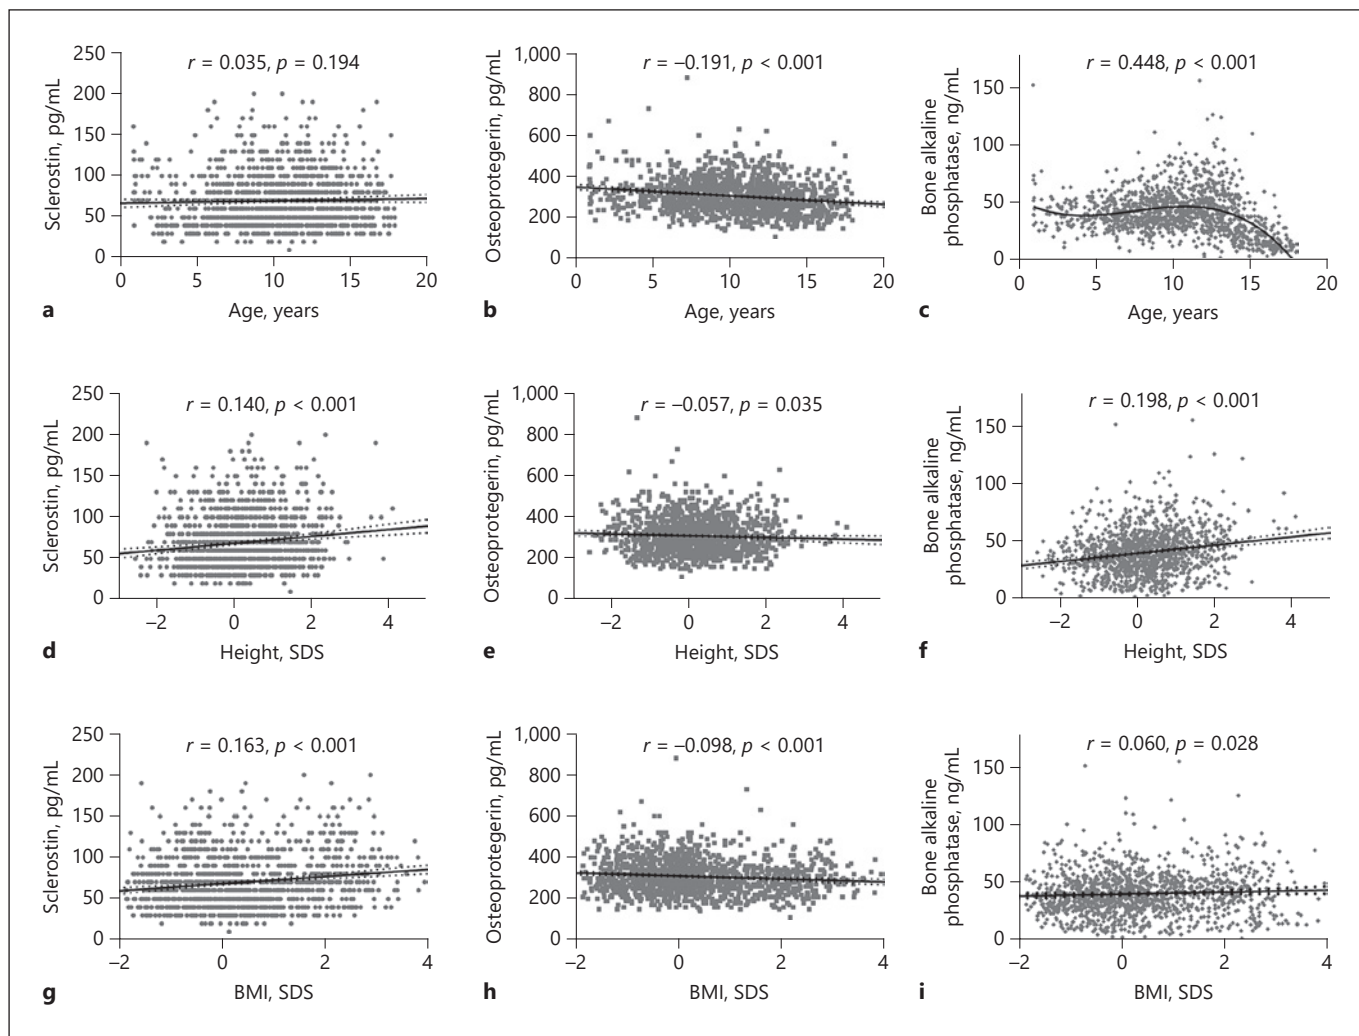 r = 0.035, p = 0.194
Sclerostin, pg/mL
250
200
150
100
50
0
0 5 10 15 20
a Age, years
r = –0.191, p < 0.001
Osteoprotegerin, pg/mL
1,000
800
600
400
200
0
0 5 10 15 20
b Age, years
r = 0.448, p < 0.001
Bone alkaline
phosphatase, ng/mL
150
100
50
0
0 5 10 15 20
c Age, years
r = 0.140, p < 0.001
Sclerostin, pg/mL
250
200
150
100
50
0
–2 0 2 4
d Height, SDS
r = –0.057, p = 0.035
Osteoprotegerin, pg/mL
1,000
800
600
400
200
0
–2 0 2 4
e Height, SDS
r = 0.198, p < 0.001
Bone alkaline
phosphatase, ng/mL
150
100
50
0
–2 0 2 4
f Height, SDS
r = 0.163, p < 0.001
Sclerostin, pg/mL
250
200
150
100
50
0
–2 0 2 4
g BMI, SDS
r = –0.098, p < 0.001
Osteoprotegerin, pg/mL
1,000
800
600
400
200
0
–2 0 2 4
h BMI, SDS
r = 0.060, p = 0.028
Bone alkaline
phosphatase, ng/mL
150
100
50
0
–2 0 2 4
i BMI, SDS